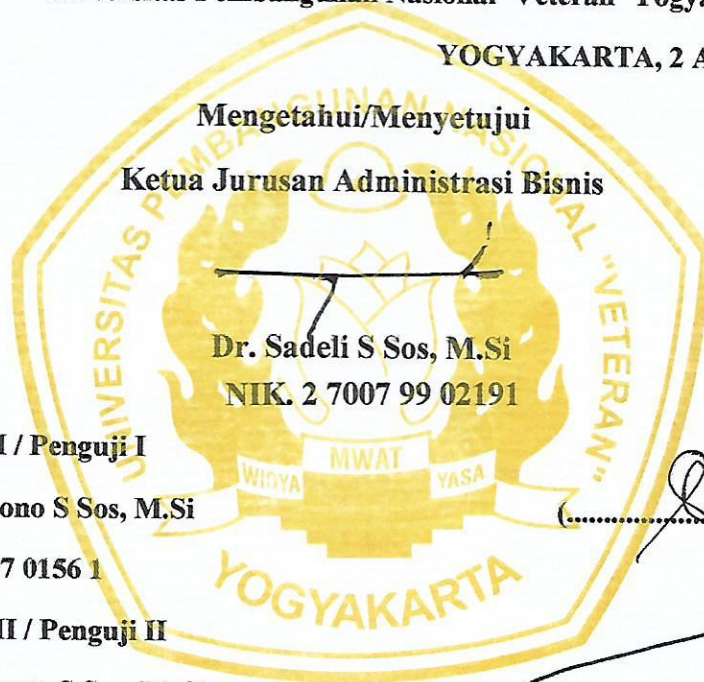 YOGYAKARTA, 2 A
Mengetahui/Menyetujui
Ketua Jurusan Administrasi Bisnis
Dr. Sadeli S Sos, M.Si
NIK. 2 7007 99 02191
I / Penguji I
ono S Sos, M.Si
(..............
7 0156 1
II / Penguji II
UNIVERSITAS PEMBANGUNAN NASIONAL "VETERAN"
WIDYA MWAT YASA
YOGYAKARTA